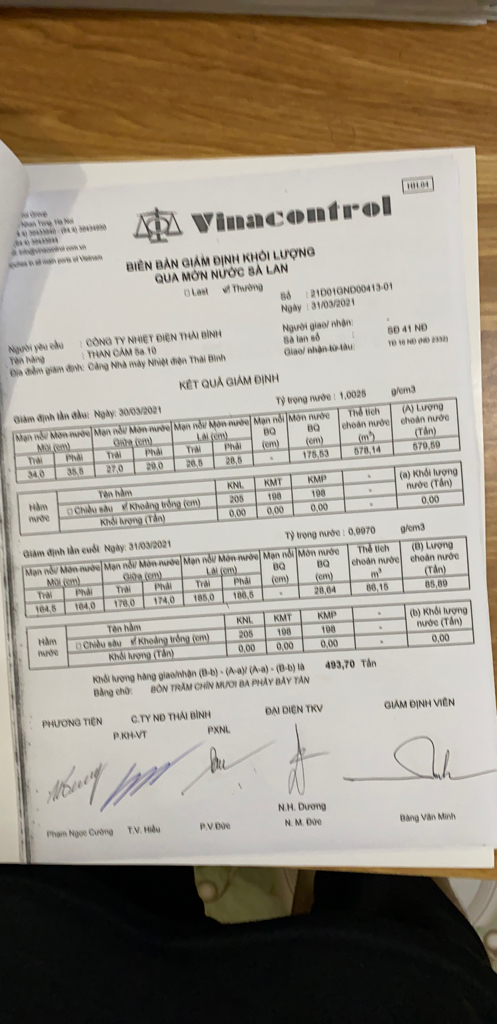 HH.04
Vinacontrol
www.vinacontrol.com.vn
BIÊN BẢN GIÁM ĐỊNH KHỐI LƯỢNG
QUA MỚN NƯỚC SÀ LAN
Last Thường
Số : 21D01GND00413-01
Ngày : 31/03/2021
Người yêu cầu : CÔNG TY NHIỆT ĐIỆN THÁI BÌNH
Người giao/ nhận:
Tên hàng : THAN CÁM 5a.10
Sà lan số : SĐ 41 NĐ
Địa điểm giám định: Cảng Nhà máy Nhiệt điện Thái Bình
Giao/ nhận từ tàu:
KẾT QUẢ GIÁM ĐỊNH
Giám định lần đầu: Ngày: 30/03/2021 Tỷ trọng nước : 1,0025 g/cm3
Mạn nổi/ Mớn nước Mũi (cm) Mạn nổi/ Mớn nước Giữa (cm) Mạn nổi/ Mớn nước Lái (cm) Mạn nổi BQ (cm) Mớn nước BQ (cm) Thể tích choán nước (m³) (A) Lượng choán nước (Tấn)
Trái Phải Trái Phải Trái Phải
34,0 35,5 27,0 29,0 26,5 28,5 - 175,53 578,14 579,59
Hầm nước Tên hầm KNL KMT KMP - (a) Khối lượng nước (Tấn)
Chiều sâu Khoảng trống (cm) 205 198 198 -
Khối lượng (Tấn) 0,00 0,00 0,00 - 0,00
Giám định lần cuối Ngày: 31/03/2021 Tỷ trọng nước : 0,9970 g/cm3
Mạn nổi/ Mớn nước Mũi (cm) Mạn nổi/ Mớn nước Giữa (cm) Mạn nổi/ Mớn nước Lái (cm) Mạn nổi BQ (cm) Mớn nước BQ (cm) Thể tích choán nước m³ (B) Lượng choán nước (Tấn)
Trái Phải Trái Phải Trái Phải
184,5 184,0 176,0 174,0 185,0 186,5 - 28,64 86,15 85,89
Hầm nước Tên hầm KNL KMT KMP - (b) Khối lượng nước (Tấn)
Chiều sâu Khoảng trống (cm) 205 198 198 -
Khối lượng (Tấn) 0,00 0,00 0,00 - 0,00
Khối lượng hàng giao/nhận (B-b) - (A-a)/ (A-a) - (B-b) là 493,70 Tấn
Bằng chữ: BỐN TRĂM CHÍN MƯƠI BA PHẨY BẢY TẤN
PHƯƠNG TIỆN C.TY NĐ THÁI BÌNH ĐẠI DIỆN TKV GIÁM ĐỊNH VIÊN
P.KH-VT PXNL
N.H. Dương
Phạm Ngọc Cường T.V. Hiếu P.V.Đức N. M. Đức Bàng Văn Minh